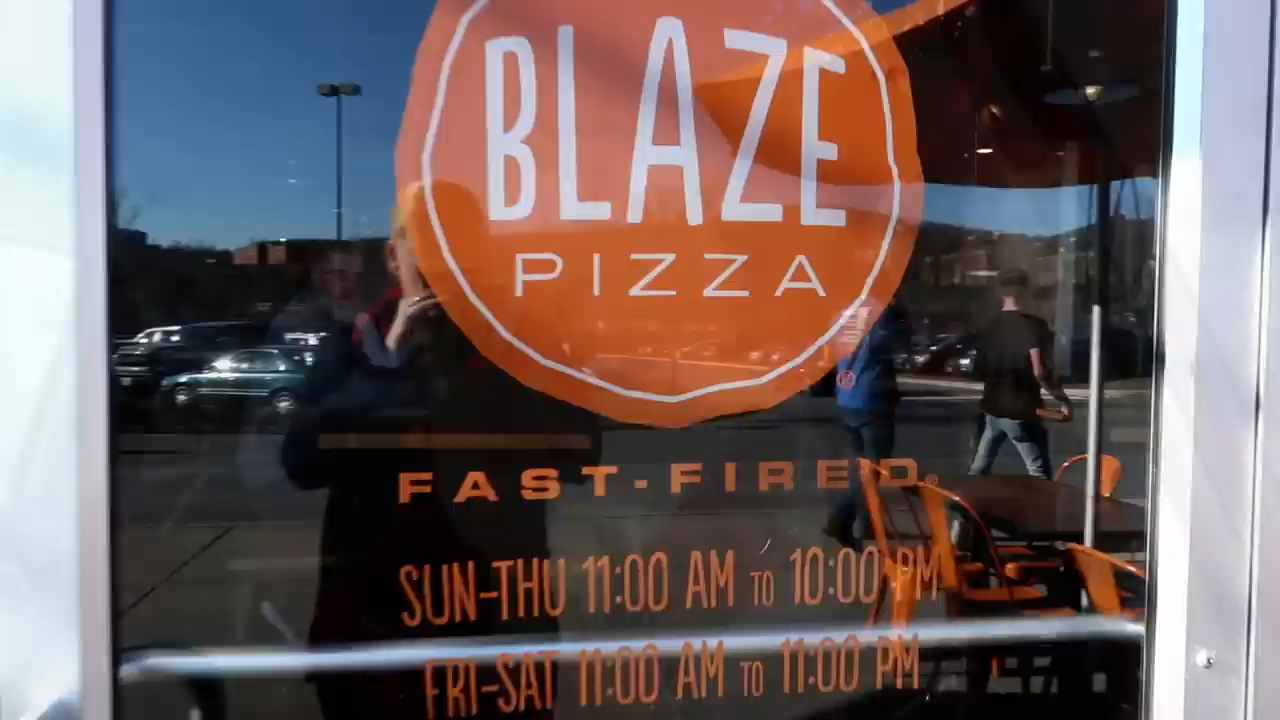 BLAZE
PIZZA
FAST-FIRED®
SUN-THU 11:00 AM TO 10:00 PM
FRI-SAT 11:00 AM TO 11:00 PM